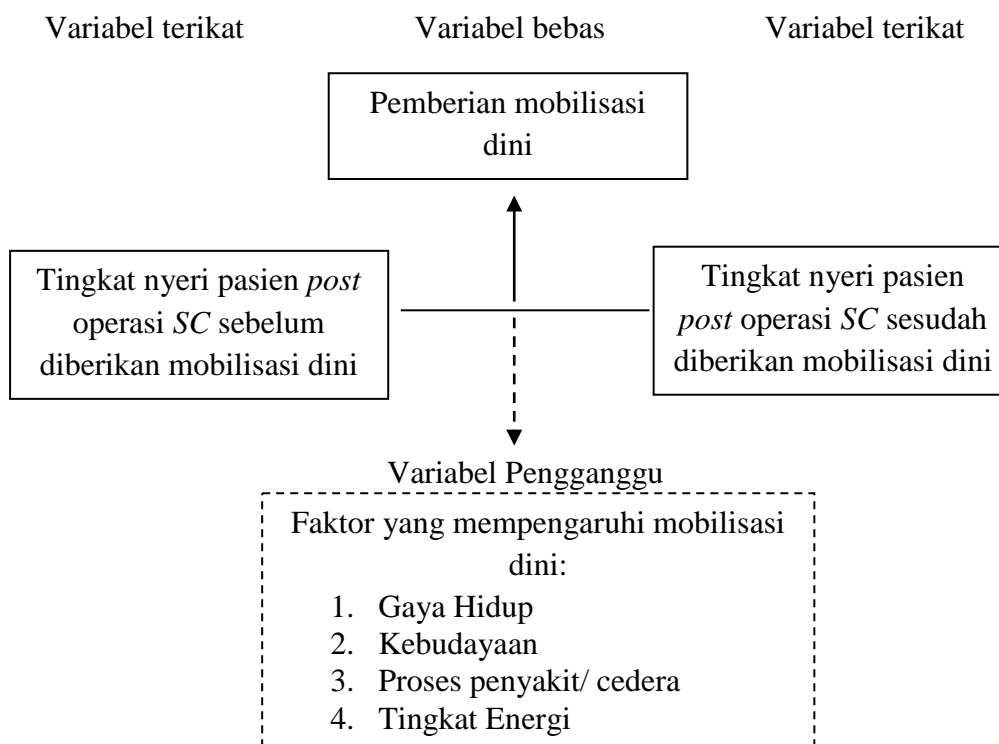 Variabel terikat
Variabel bebas
Variabel terikat
Pemberian mobilisasi
dini
Tingkat nyeri pasien post
operasi SC sebelum
diberikan mobilisasi dini
Tingkat nyeri pasien
post operasi SC sesudah
diberikan mobilisasi dini
Variabel Pengganggu
Faktor yang mempengaruhi mobilisasi
dini:
1. Gaya Hidup
2. Kebudayaan
3. Proses penyakit/ cedera
4. Tingkat Energi